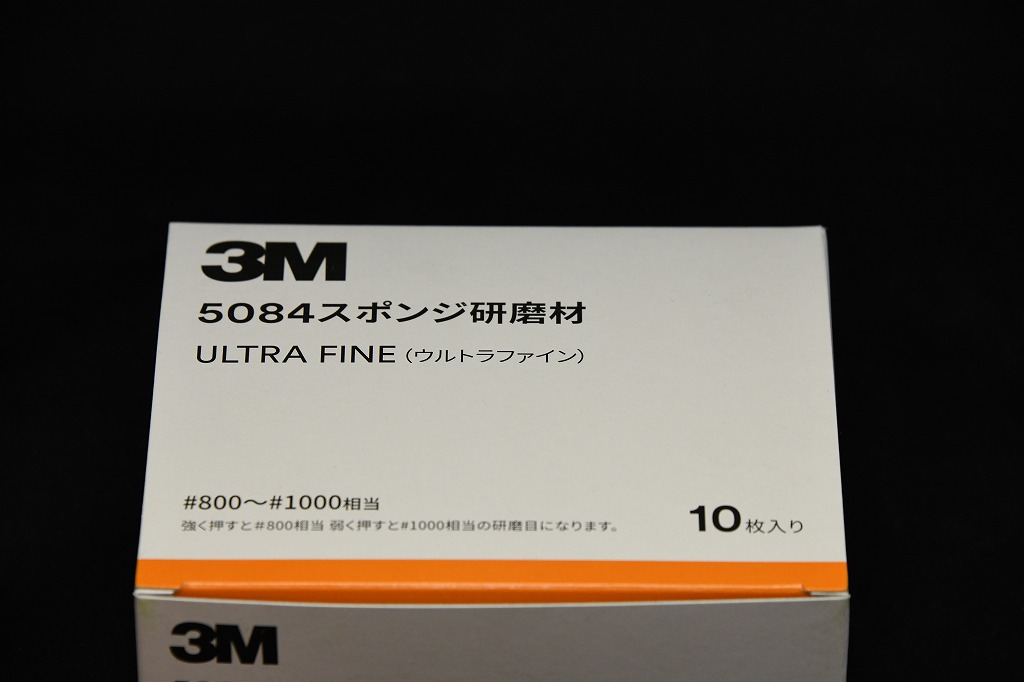 3M
5084スポンジ研磨材
ULTRA FINE（ウルトラファイン）
#800～#1000相当
強く押すと#800相当 弱く押すと#1000相当の研磨目になります。
10枚入り
3M